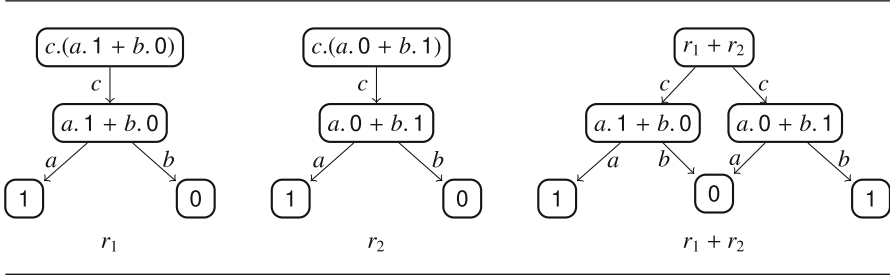 c.(a. 1 + b. 0) c.(a. 0 + b. 1) r₁ + r₂
c c c c
a. 1 + b. 0 a. 0 + b. 1 a. 1 + b. 0 a. 0 + b. 1
a b a b a b a b
1 0 1 0 1 0 1
r₁ r₂ r₁ + r₂